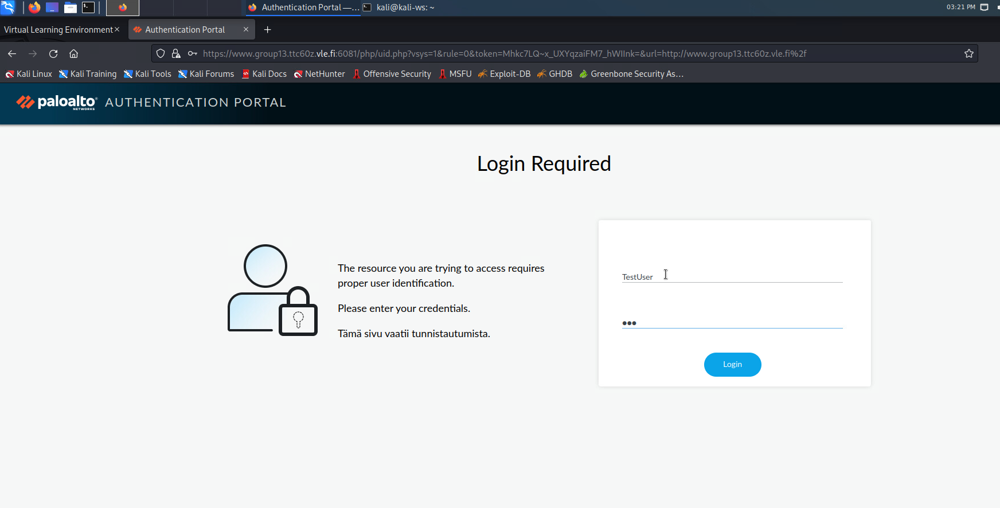 Authentication Portal —...
kali@kali-ws: ~
03:21 PM
Virtual Learning Environment
Authentication Portal
https://www.group13.ttc60z.vle.fi:6081/php/uid.php?vsys=1&rule=0&token=Mhkc7LQ~x_UXYqzaiFM7_hWIInk=&url=http://www.group13.ttc60z.vle.fi%2f
Kali Linux
Kali Training
Kali Tools
Kali Forums
Kali Docs
NetHunter
Offensive Security
MSFU
Exploit-DB
GHDB
Greenbone Security As...
paloalto
NETWORKS
AUTHENTICATION PORTAL
Login Required
The resource you are trying to access requires
proper user identification.
Please enter your credentials.
Tämä sivu vaatii tunnistautumista.
TestUser
•••
Login